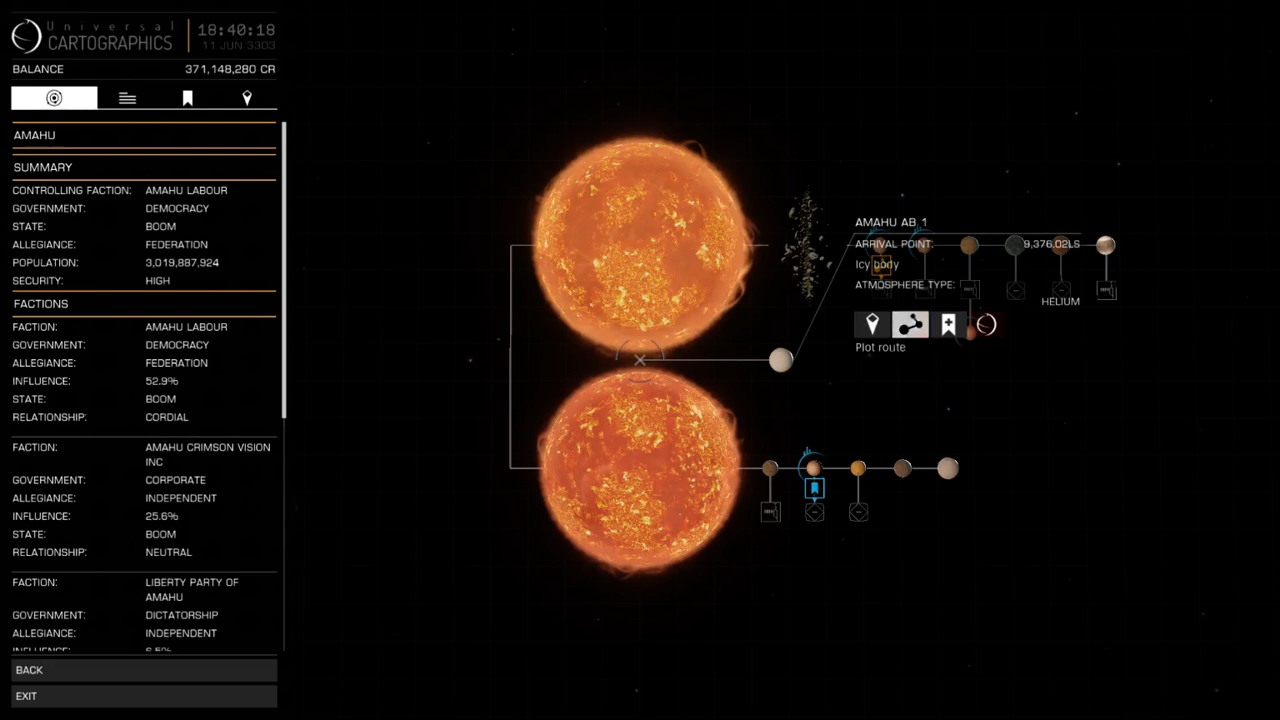 Universal
CARTOGRAPHICS
18:40:18
11 JUN 3303
BALANCE 371,148,280 CR
AMAHU
SUMMARY
CONTROLLING FACTION: AMAHU LABOUR
GOVERNMENT: DEMOCRACY
STATE: BOOM
ALLEGIANCE: FEDERATION
POPULATION: 3,019,887,924
SECURITY: HIGH
FACTIONS
FACTION: AMAHU LABOUR
GOVERNMENT: DEMOCRACY
ALLEGIANCE: FEDERATION
INFLUENCE: 52.9%
STATE: BOOM
RELATIONSHIP: CORDIAL
FACTION: AMAHU CRIMSON VISION
INC
GOVERNMENT: CORPORATE
ALLEGIANCE: INDEPENDENT
INFLUENCE: 25.6%
STATE: BOOM
RELATIONSHIP: NEUTRAL
FACTION: LIBERTY PARTY OF
AMAHU
GOVERNMENT: DICTATORSHIP
ALLEGIANCE: INDEPENDENT
INFLUENCE:
BACK
EXIT
AMAHU AB 1
ARRIVAL POINT: 9,376.02LS
Icy body
ATMOSPHERE TYPE:
HELIUM
Plot route